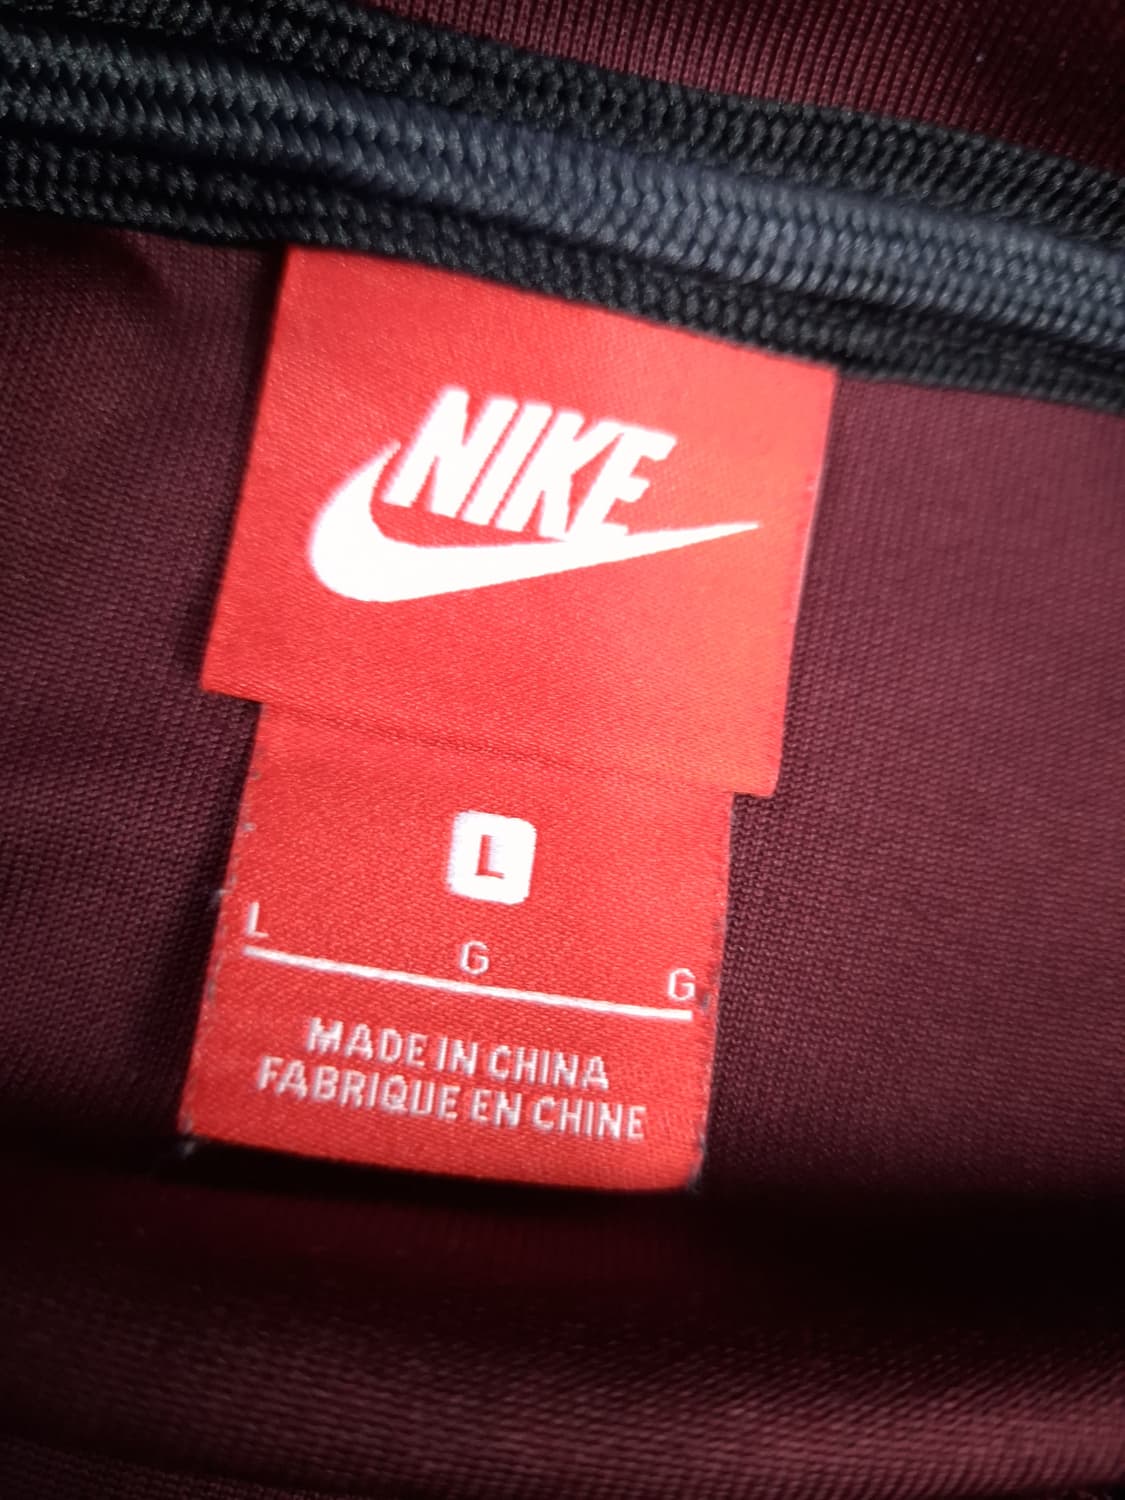 NIKE
L
L G G
MADE IN CHINA
FABRIQUE EN CHINE